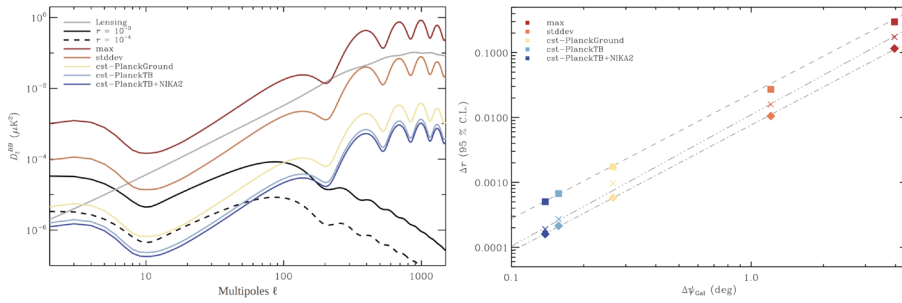 10⁰
10⁻²
10⁻⁴
10⁻⁶
D_ℓ^BB (μK²)
Lensing
r = 10⁻³
r = 10⁻⁴
max
stddev
cst-PlanckGround
cst-PlanckTB
cst-PlanckTB+NIKA2
10
100
1000
Multipoles ℓ
0.1000
0.0100
0.0010
0.0001
Δr (95 % C.L.)
max
stddev
cst-PlanckGround
cst-PlanckTB
cst-PlanckTB+NIKA2
0.1
1.0
Δψ_Gal (deg)